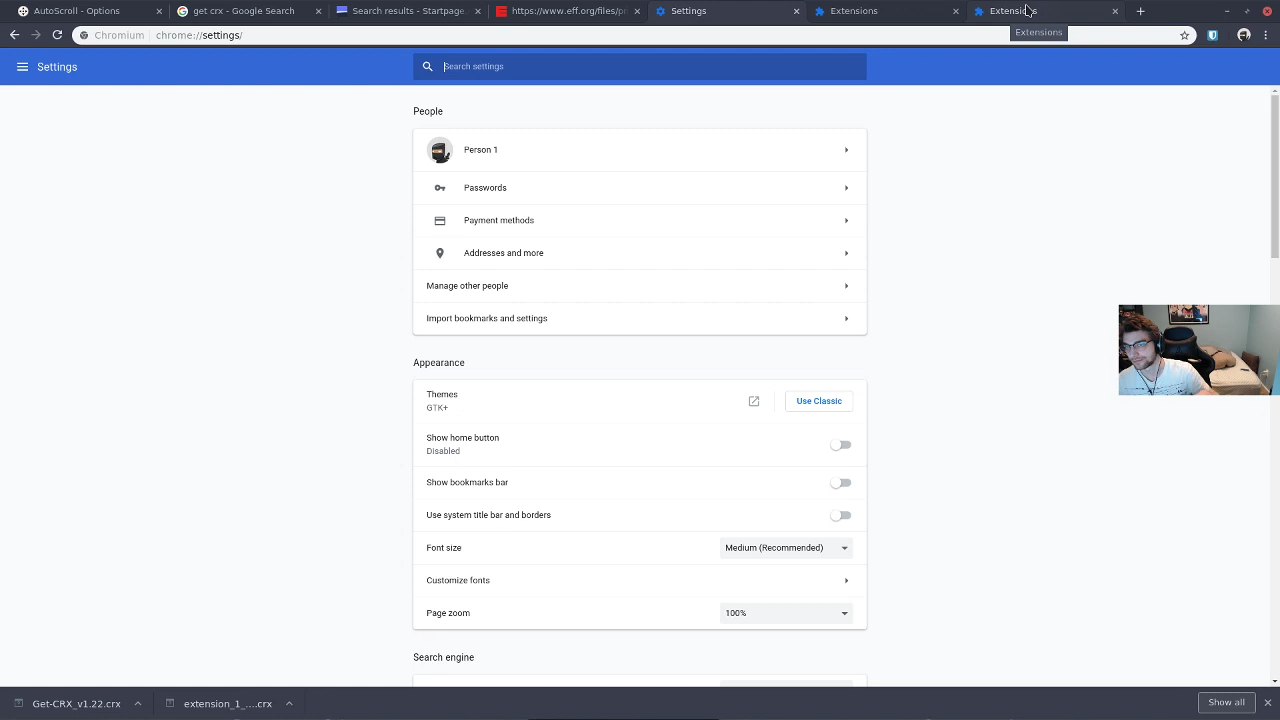 AutoScroll - Options
get crx - Google Search
Search results - Startpage
https://www.eff.org/files/pr
Settings
Extensions
Extensi
Chromium
chrome://settings/
Extensions
Settings
Search settings
People
Person 1
Passwords
Payment methods
Addresses and more
Manage other people
Import bookmarks and settings
Appearance
Themes
GTK+
Use Classic
Show home button
Disabled
Show bookmarks bar
Use system title bar and borders
Font size
Medium (Recommended)
Customize fonts
Page zoom
100%
Search engine
Get-CRX_v1.22.crx
extension_1_....crx
Show all